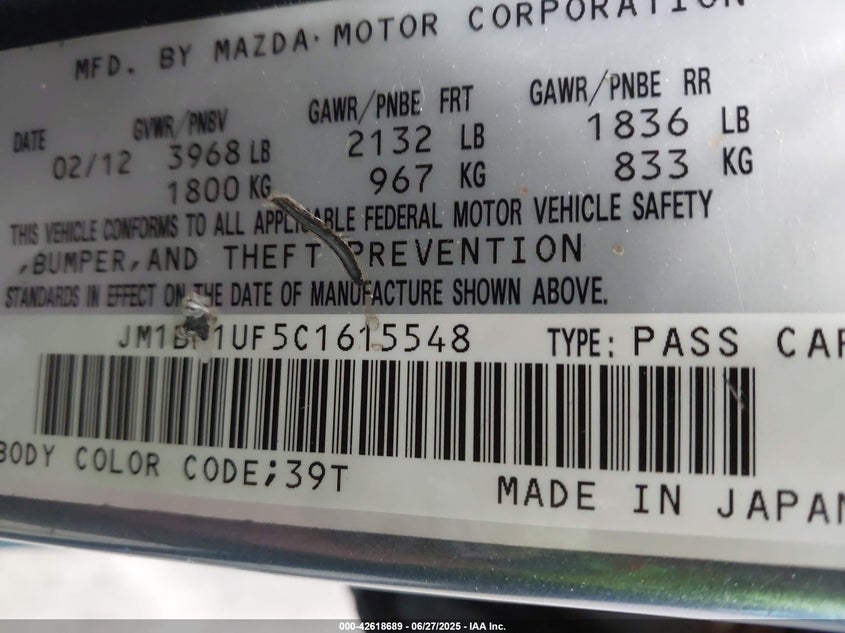 MFD. BY MAZDA MOTOR CORPORATION
DATE GVWR/PNBV GAWR/PNBE FRT GAWR/PNBE RR
02/12 3968 LB 2132 LB 1836 LB
1800 KG 967 KG 833 KG
THIS VEHICLE CONFORMS TO ALL APPLICABLE FEDERAL MOTOR VEHICLE SAFETY
,BUMPER,AND THEFT PREVENTION
STANDARDS IN EFFECT ON THE DATE OF MANUFACTURE SHOWN ABOVE.
TYPE: PASS CAR
BODY COLOR CODE;39T
MADE IN JAPAN
000-42618689 - 06/27/2025 - IAA Inc.